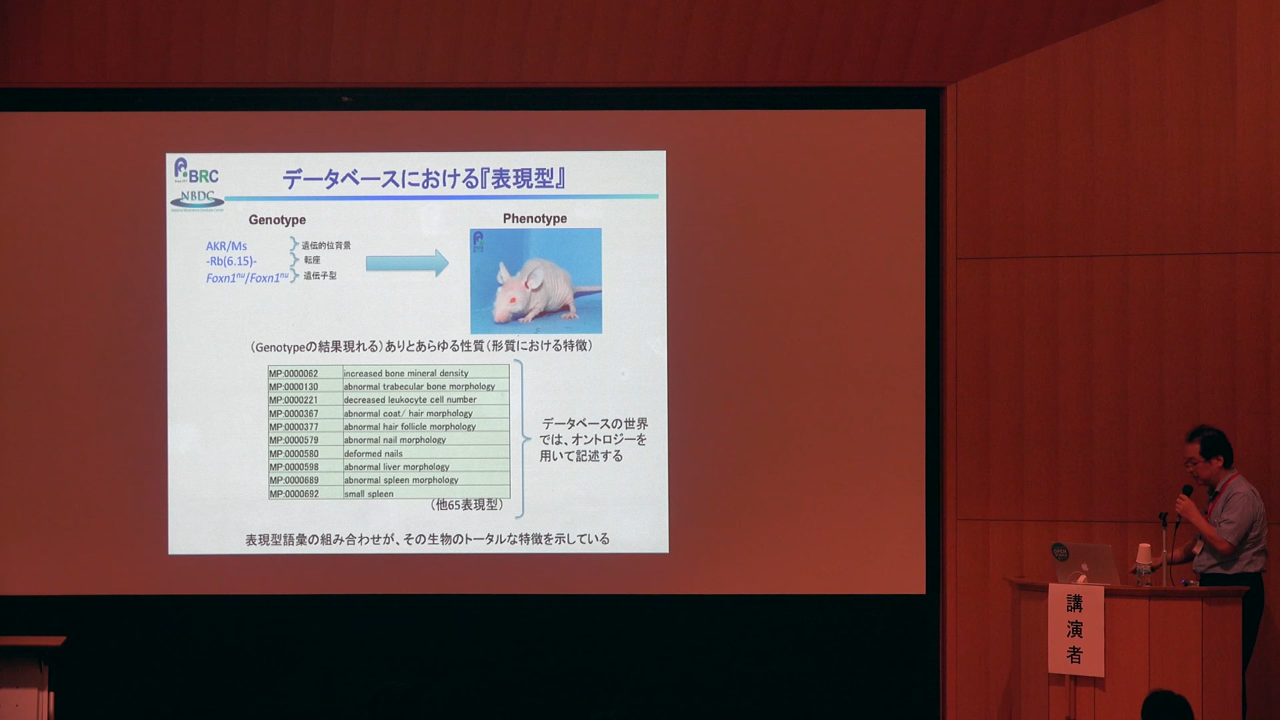 BRC
NBDC
データベースにおける『表現型』
Genotype
Phenotype
AKR/Ms
遺伝的位背景
-Rb(6.15)-
転座
Foxn1nu/Foxn1nu
遺伝子型
(Genotypeの結果現れる)ありとあらゆる性質(形質における特徴)
MP:0000062 increased bone mineral density
MP:0000130 abnormal trabecular bone morphology
MP:0000221 decreased leukocyte cell number
MP:0000367 abnormal coat/ hair morphology
MP:0000377 abnormal hair follicle morphology
MP:0000579 abnormal nail morphology
MP:0000580 deformed nails
MP:0000598 abnormal liver morphology
MP:0000689 abnormal spleen morphology
MP:0000692 small spleen
(他65表現型)
データベースの世界
では、オントロジーを
用いて記述する
表現型語彙の組み合わせが、その生物のトータルな特徴を示している
講演者